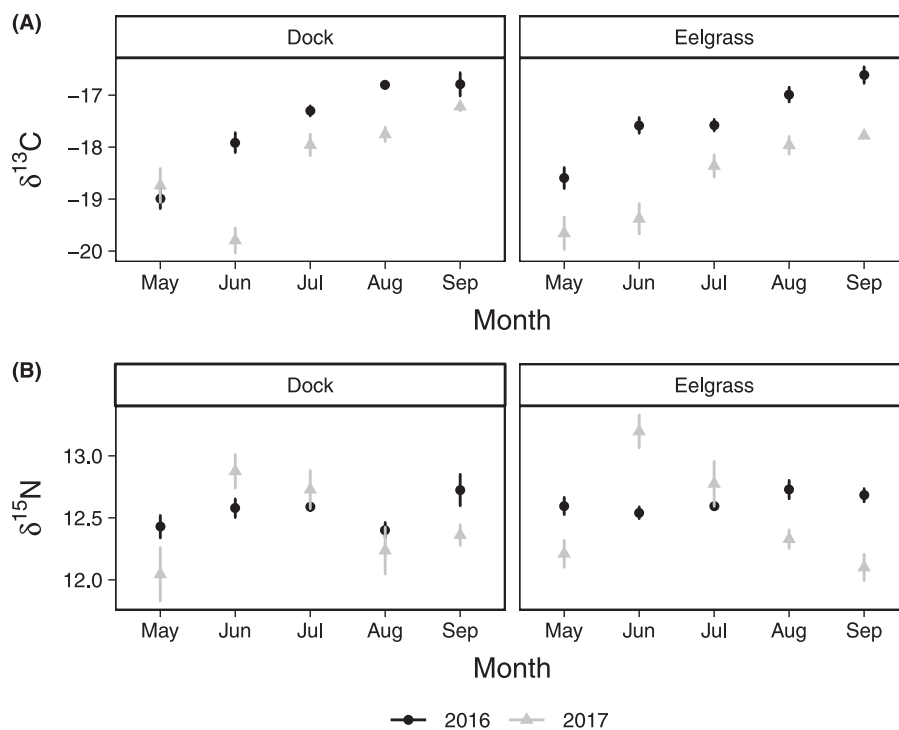 (A)
Dock Eelgrass
−17
−18
−19
−20
δ13C
May Jun Jul Aug Sep May Jun Jul Aug Sep
Month
(B)
Dock Eelgrass
13.0
12.5
12.0
δ15N
May Jun Jul Aug Sep May Jun Jul Aug Sep
Month
2016 2017